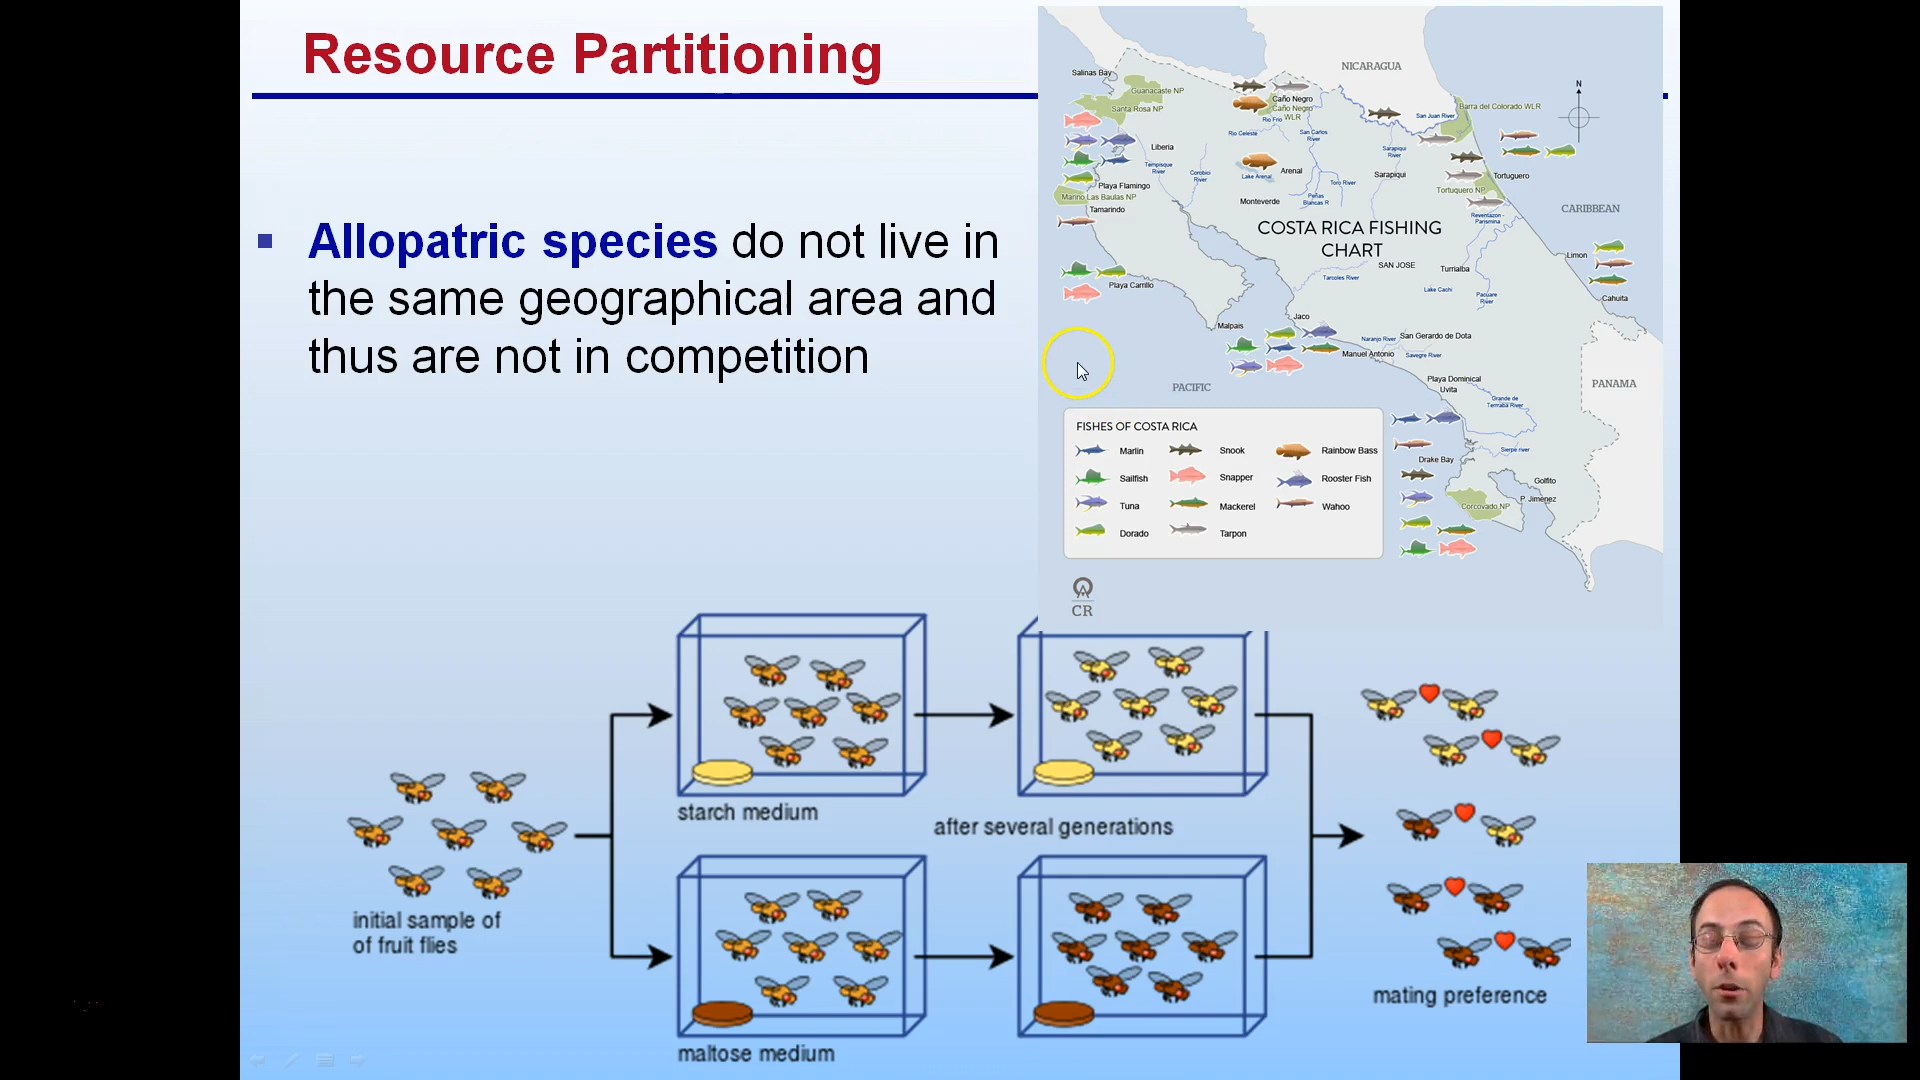 Resource Partitioning
Allopatric species do not live in
the same geographical area and
thus are not in competition
NICARAGUA
N
Salinas Bay
Guanacaste NP
Santa Rosa NP
Caño Negro
Caño Negro
WLR
Barra del Colorado WLR
San Juan River
Rio Frio
Rio Celeste
San Carlos
River
Liberia
Tempisque
River
Corobio
River
Sarapiqui
River
Lake Arenal
Arenal
Toro River
Sarapiqui
Tortuguero
Tortuquero NP
Playa Flamingo
Marino Las Baulas NP
Tamarindo
Monteverde
Peñas
Blancas R
Reventazon -
Parismina
CARIBBEAN
COSTA RICA FISHING
CHART
SAN JOSE
Turrialba
Limon
Tarcoles River
Lake Cachi
Pacuare
River
Cahuita
Playa Carrillo
Malpais
Jaco
Naranjo River
San Gerardo de Dota
Manuel Antonio
Savegre River
PACIFIC
Playa Dominical
Uvita
PANAMA
Grande de
Terraba River
Sierpe river
Drake Bay
Golfito
P. Jimenez
Corcovado NP
FISHES OF COSTA RICA
Marlin
Snook
Rainbow Bass
Sailfish
Snapper
Rooster Fish
Tuna
Mackerel
Wahoo
Dorado
Tarpon
CR
initial sample of
of fruit flies
starch medium
after several generations
maltose medium
mating preference